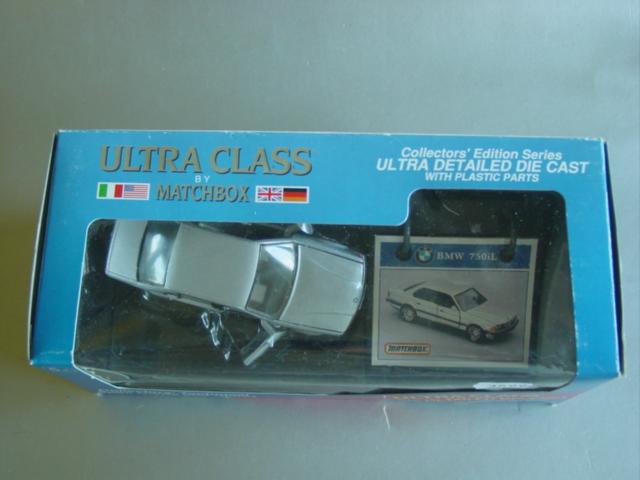 ULTRA CLASS
BY
MATCHBOX
Collectors' Edition Series
ULTRA DETAILED DIE CAST
WITH PLASTIC PARTS
BMW 750iL
MATCHBOX